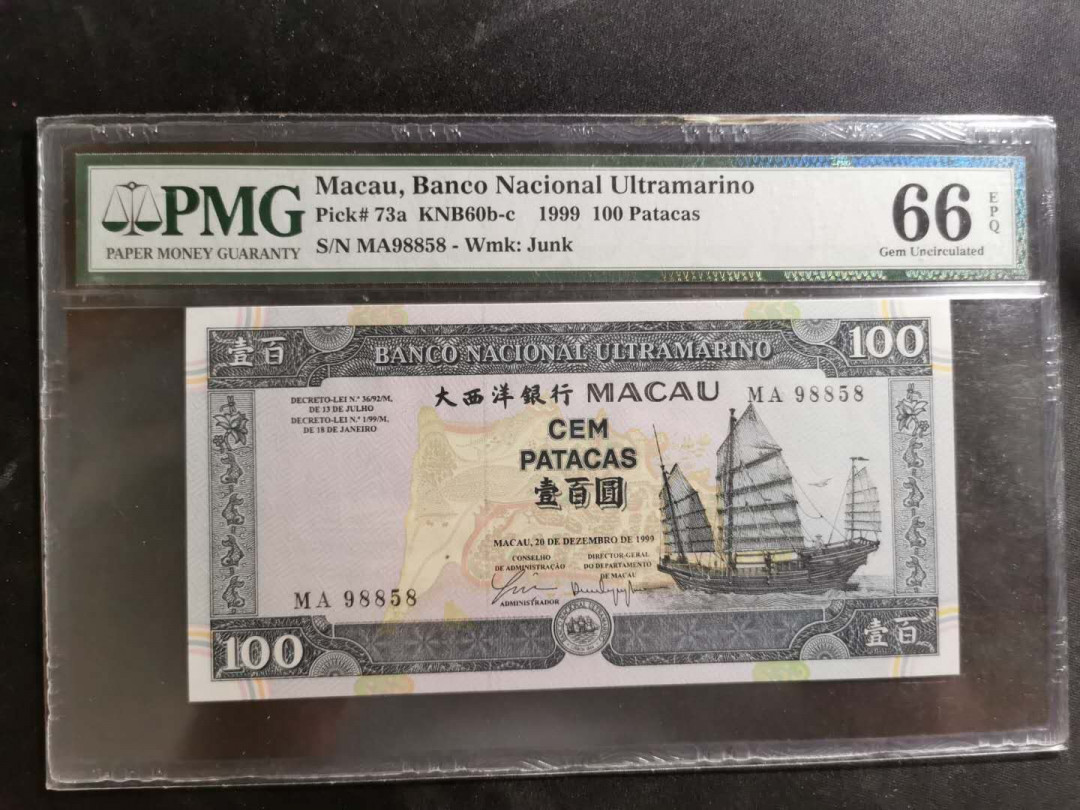 PMG
PAPER MONEY GUARANTY
Macau, Banco Nacional Ultramarino
Pick# 73a KNB60b-c 1999 100 Patacas
S/N MA98858 - Wmk: Junk
66
EPQ
Gem Uncirculated
壹百
BANCO NACIONAL ULTRAMARINO
100
DECRETO-LEI N.º 36/92/M,
DE 13 DE JULHO
DECRETO-LEI N.º 1/99/M,
DE 18 DE JANEIRO
大西洋銀行 MACAU
MA 98858
CEM
PATACAS
壹百圓
MACAU, 20 DE DEZEMBRO DE 1999
CONSELHO
DE ADMINISTRAÇÃO
DIRECTOR-GERAL
DO DEPARTAMENTO
DE MACAU
ADMINISTRADOR
MA 98858
100
壹百